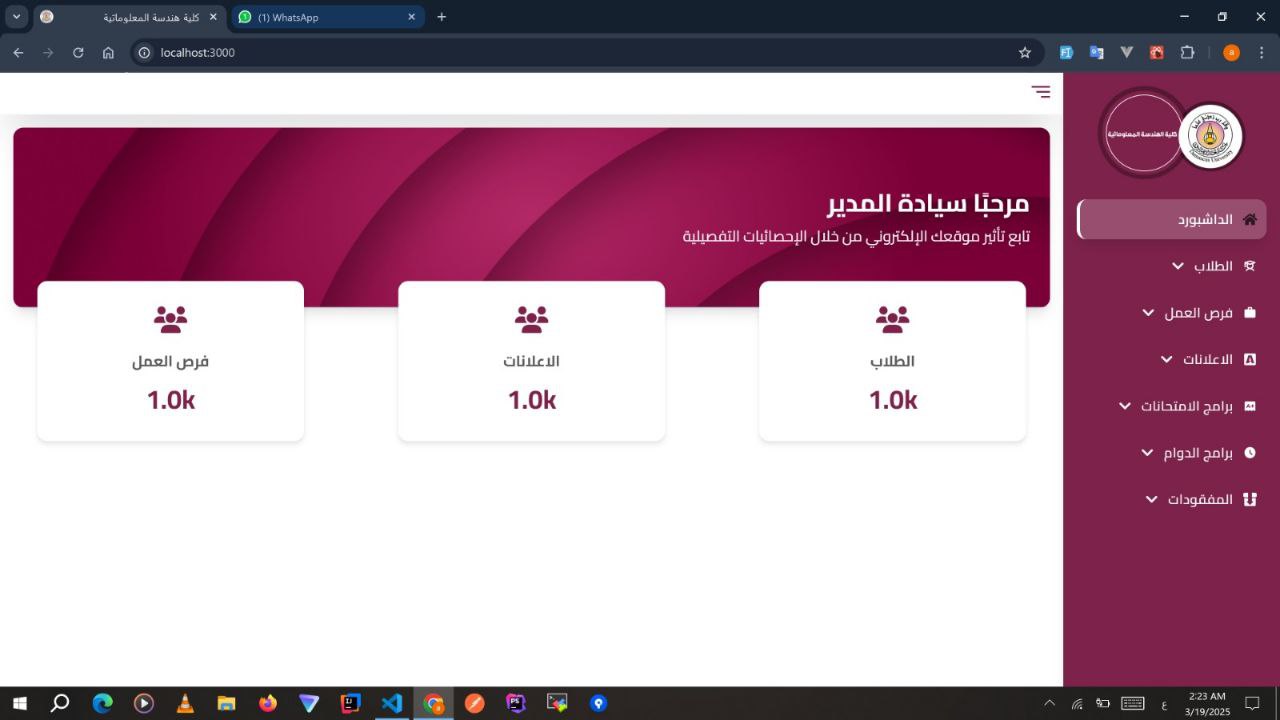 كلية هندسة المعلوماتية
(1) WhatsApp
localhost:3000
كلية الهندسة المعلوماتية
Damascus University
مرحبًا سيادة المدير
تابع تأثير موقعك الإلكتروني من خلال الإحصائيات التفصيلية
الطلاب
1.0k
الاعلانات
1.0k
فرص العمل
1.0k
الداشبورد
الطلاب
فرص العمل
الاعلانات
برامج الامتحانات
برامج الدوام
المفقودات
ع
2:23 AM
3/19/2025